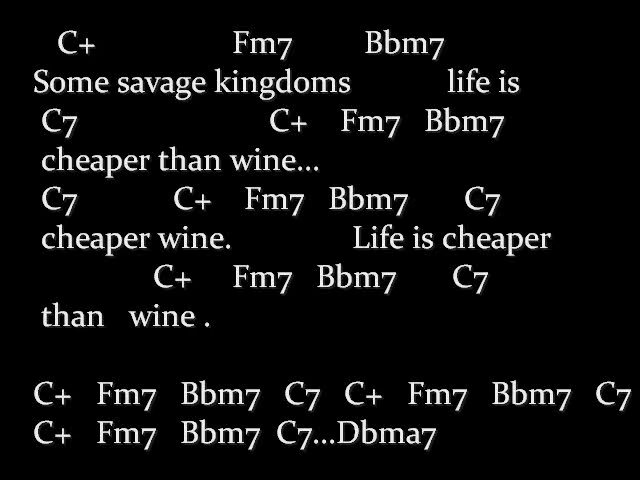 C+ Fm7 Bbm7
Some savage kingdoms life is
C7 C+ Fm7 Bbm7
cheaper than wine...
C7 C+ Fm7 Bbm7 C7
cheaper wine. Life is cheaper
C+ Fm7 Bbm7 C7
than wine .
C+ Fm7 Bbm7 C7 C+ Fm7 Bbm7 C7
C+ Fm7 Bbm7 C7...Dbma7